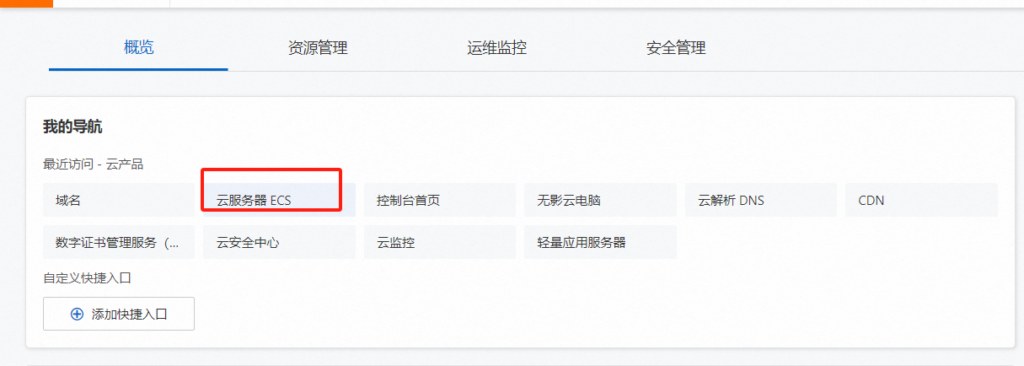 概览 资源管理 运维监控 安全管理
我的导航
最近访问 - 云产品
域名 云服务器 ECS 控制台首页 无影云电脑 云解析 DNS CDN
数字证书管理服务（... 云安全中心 云监控 轻量应用服务器
自定义快捷入口
添加快捷入口